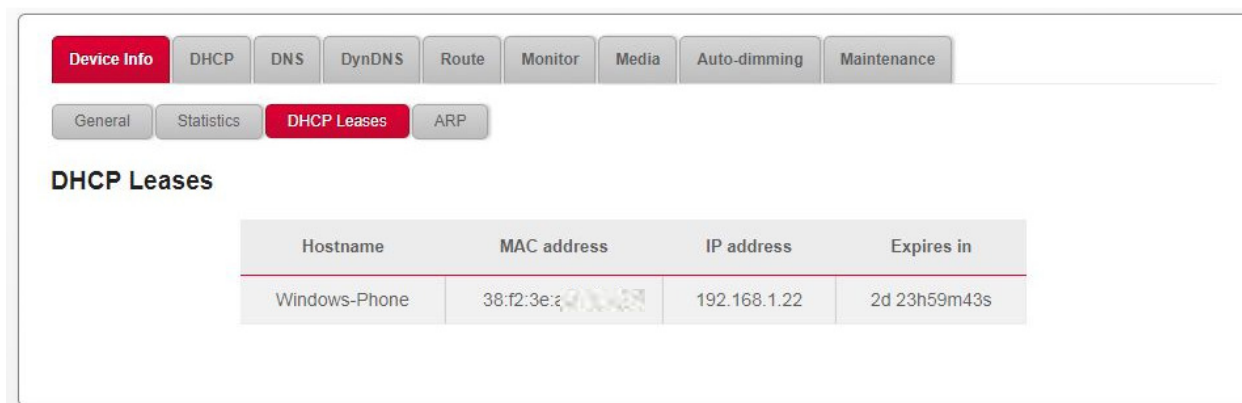 Device Info DHCP DNS DynDNS Route Monitor Media Auto-dimming Maintenance
General Statistics DHCP Leases ARP
DHCP Leases
Hostname MAC address IP address Expires in
Windows-Phone 38:f2:3e: 192.168.1.22 2d 23h59m43s